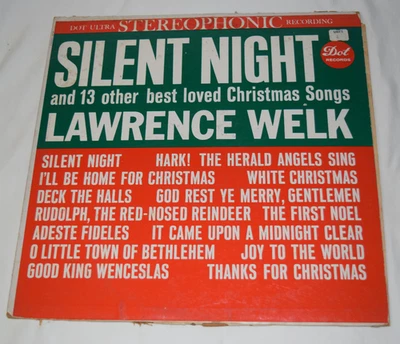 DOT ULTRA STEREOPHONIC RECORDING
SILENT NIGHT
Dot
RECORDS
and 13 other best loved Christmas Songs
LAWRENCE WELK
SILENT NIGHT HARK! THE HERALD ANGELS SING
I'LL BE HOME FOR CHRISTMAS WHITE CHRISTMAS
DECK THE HALLS GOD REST YE MERRY, GENTLEMEN
RUDOLPH, THE RED-NOSED REINDEER THE FIRST NOEL
ADESTE FIDELES IT CAME UPON A MIDNIGHT CLEAR
O LITTLE TOWN OF BETHLEHEM JOY TO THE WORLD
GOOD KING WENCESLAS THANKS FOR CHRISTMAS